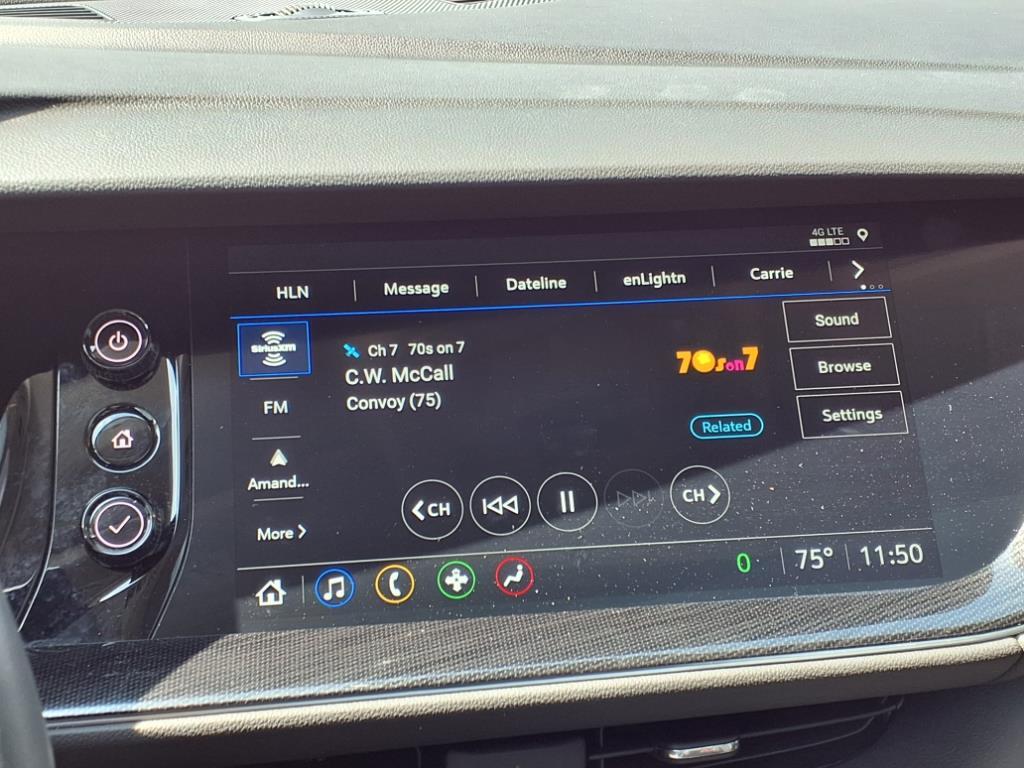 4G LTE
HLN Message Dateline enLightn Carrie
SiriusXM
Ch 7 70s on 7
C.W. McCall
Convoy (75)
70s on 7
Related
Sound
Browse
Settings
FM
Amand...
More
CH CH
0 75° 11:50